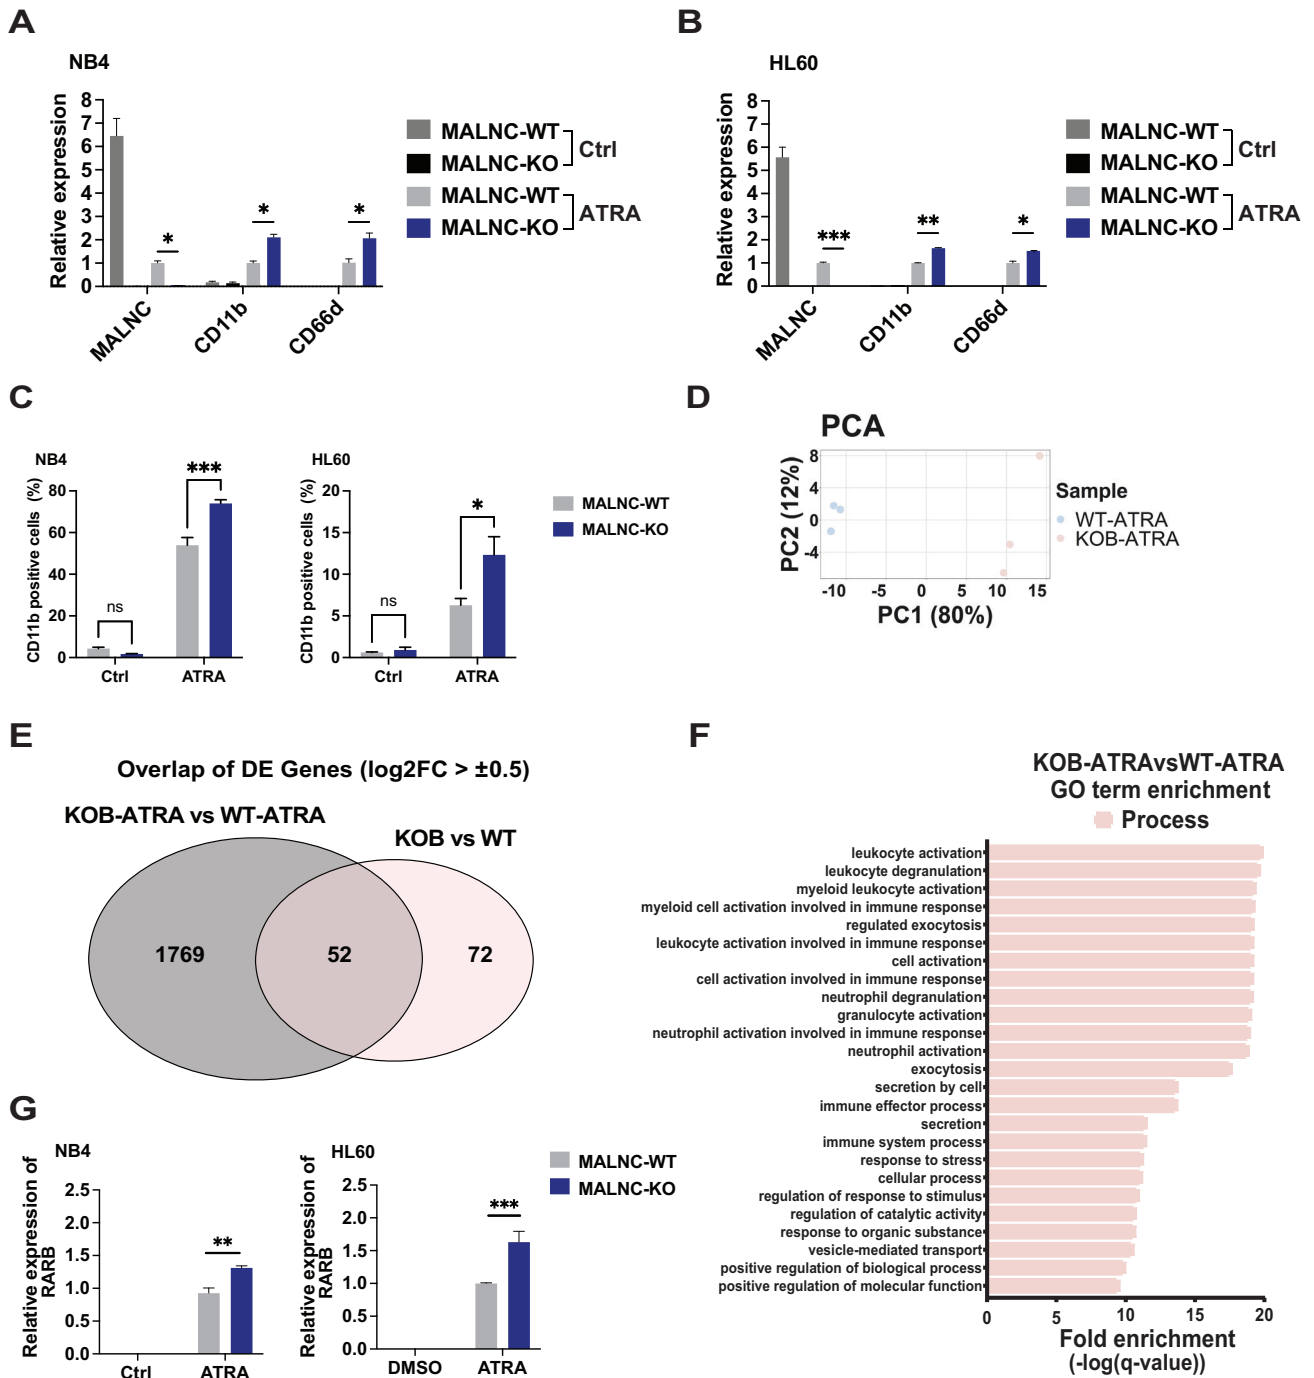 A
NB4
Relative expression
8
7
6
5
4
3
2
1
0
*
*
*
MALNC
CD11b
CD66d
MALNC-WT
MALNC-KO
Ctrl
MALNC-WT
MALNC-KO
ATRA
B
HL60
Relative expression
8
7
6
5
4
3
2
1
0
***
**
*
MALNC
CD11b
CD66d
MALNC-WT
MALNC-KO
Ctrl
MALNC-WT
MALNC-KO
ATRA
C
NB4
CD11b positive cells (%)
80
60
40
20
0
ns
***
Ctrl
ATRA
HL60
CD11b positive cells (%)
20
15
10
5
0
ns
*
Ctrl
ATRA
MALNC-WT
MALNC-KO
D
PCA
PC2 (12%)
8
4
0
-4
-10
-5
0
5
10
15
PC1 (80%)
Sample
WT-ATRA
KOB-ATRA
E
Overlap of DE Genes (log2FC > ±0.5)
KOB-ATRA vs WT-ATRA
KOB vs WT
1769
52
72
F
KOB-ATRAvsWT-ATRA
GO term enrichment
Process
leukocyte activation
leukocyte degranulation
myeloid leukocyte activation
myeloid cell activation involved in immune response
regulated exocytosis
leukocyte activation involved in immune response
cell activation
cell activation involved in immune response
neutrophil degranulation
granulocyte activation
neutrophil activation involved in immune response
neutrophil activation
exocytosis
secretion by cell
immune effector process
secretion
immune system process
response to stress
cellular process
regulation of response to stimulus
regulation of catalytic activity
response to organic substance
vesicle-mediated transport
positive regulation of biological process
positive regulation of molecular function
0
5
10
15
20
Fold enrichment
(-log(q-value))
G
NB4
Relative expression of
RARB
2.5
2.0
1.5
1.0
0.5
0.0
**
Ctrl
ATRA
HL60
Relative expression of
RARB
2.5
2.0
1.5
1.0
0.5
0.0
***
DMSO
ATRA
MALNC-WT
MALNC-KO